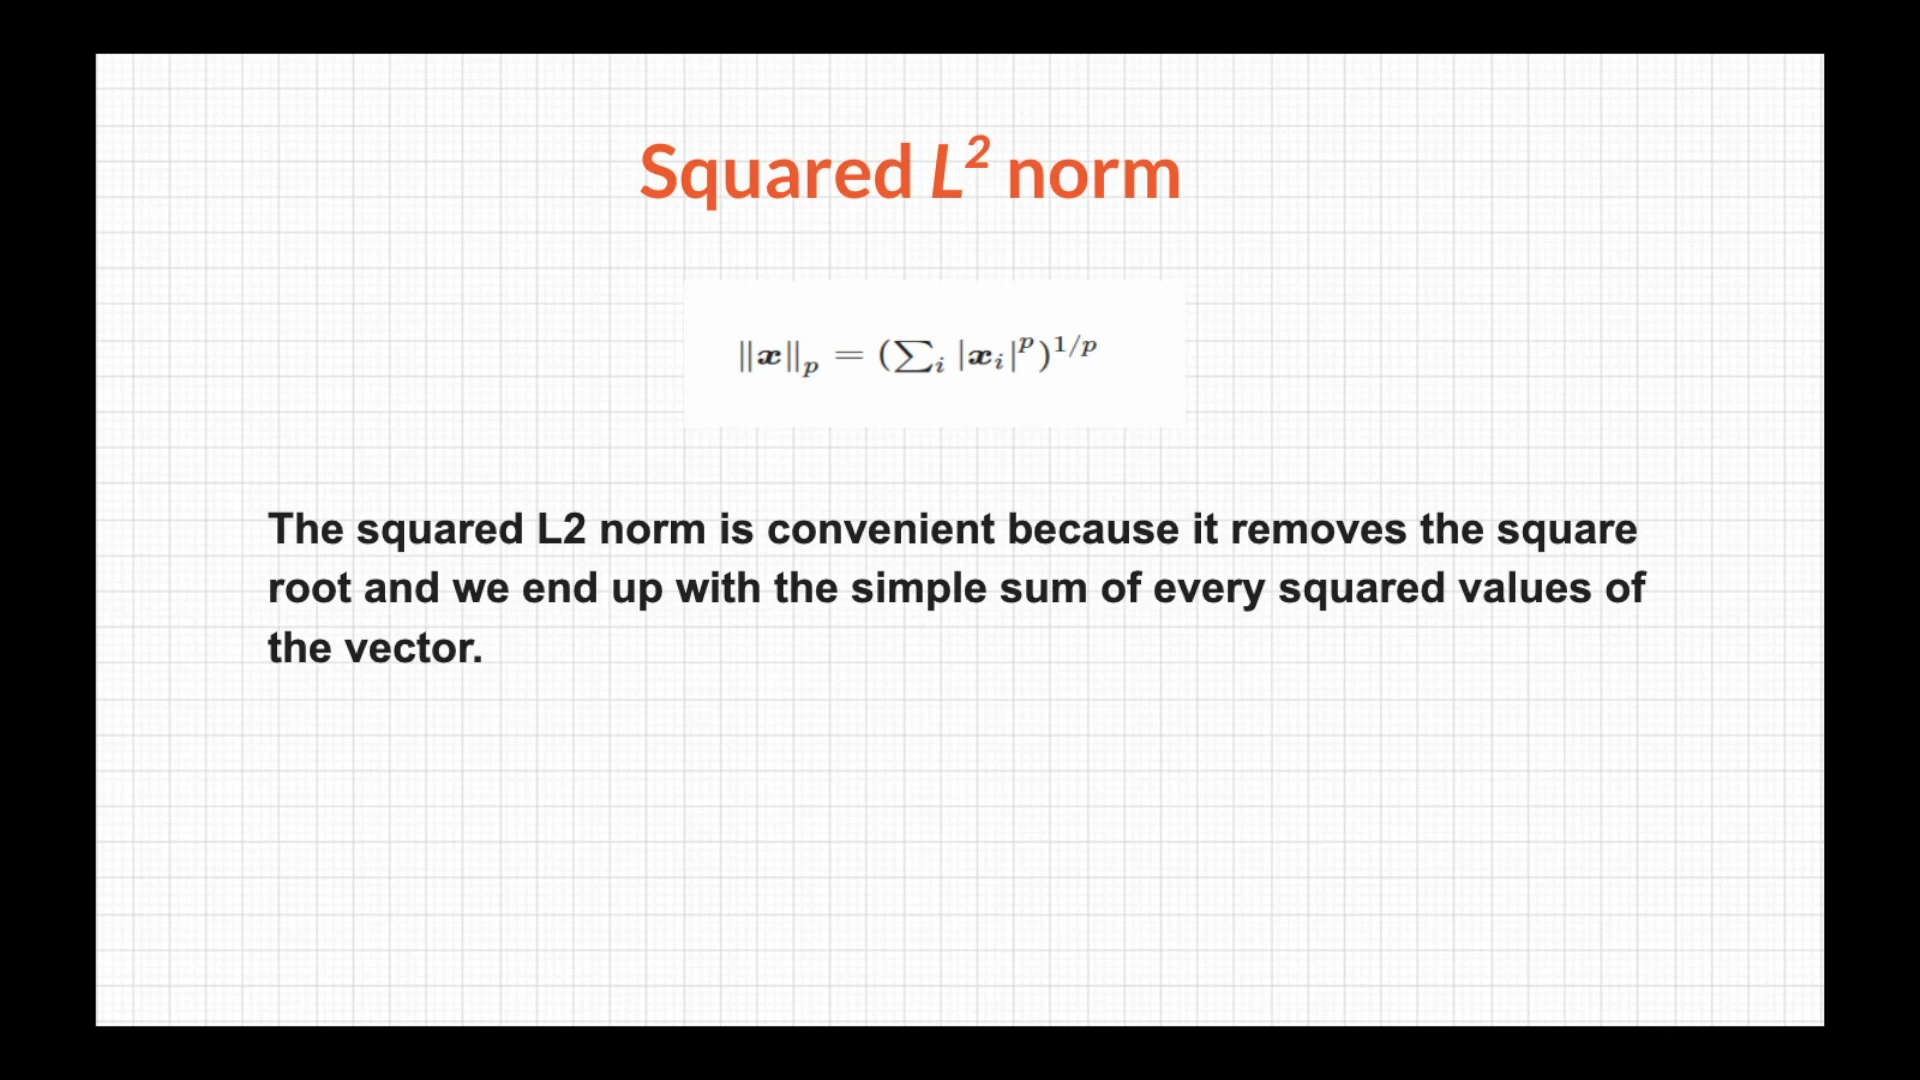 Squared L² norm
‖x‖ₚ = (∑ᵢ |xᵢ|ᵖ)¹/ᵖ
The squared L2 norm is convenient because it removes the square
root and we end up with the simple sum of every squared values of
the vector.